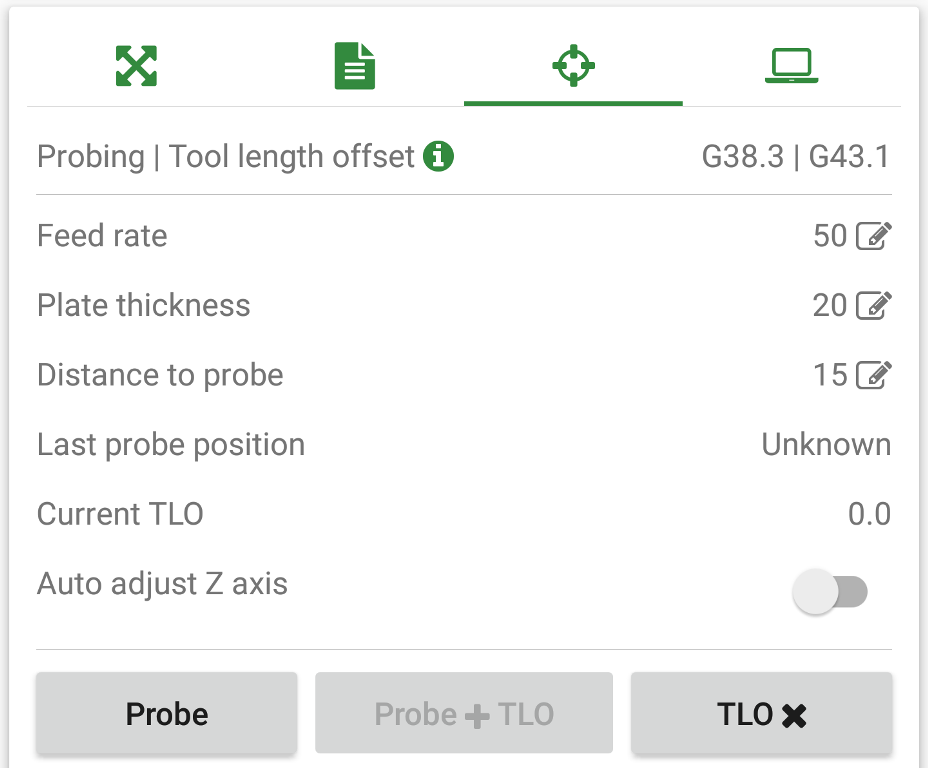 Probing | Tool length offset G38.3 | G43.1
Feed rate 50
Plate thickness 20
Distance to probe 15
Last probe position Unknown
Current TLO 0.0
Auto adjust Z axis
Probe Probe + TLO TLO ✖